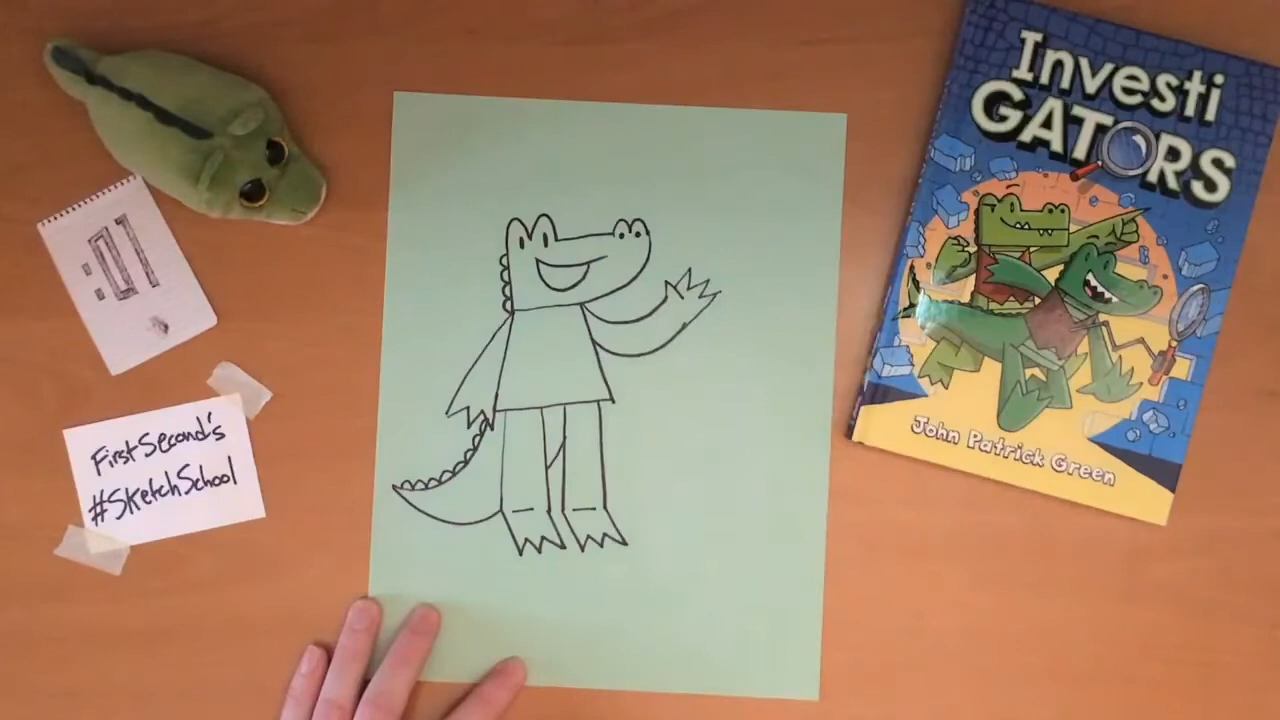 Investi
GATORS
:01
First Second's
#SketchSchool
John Patrick Green